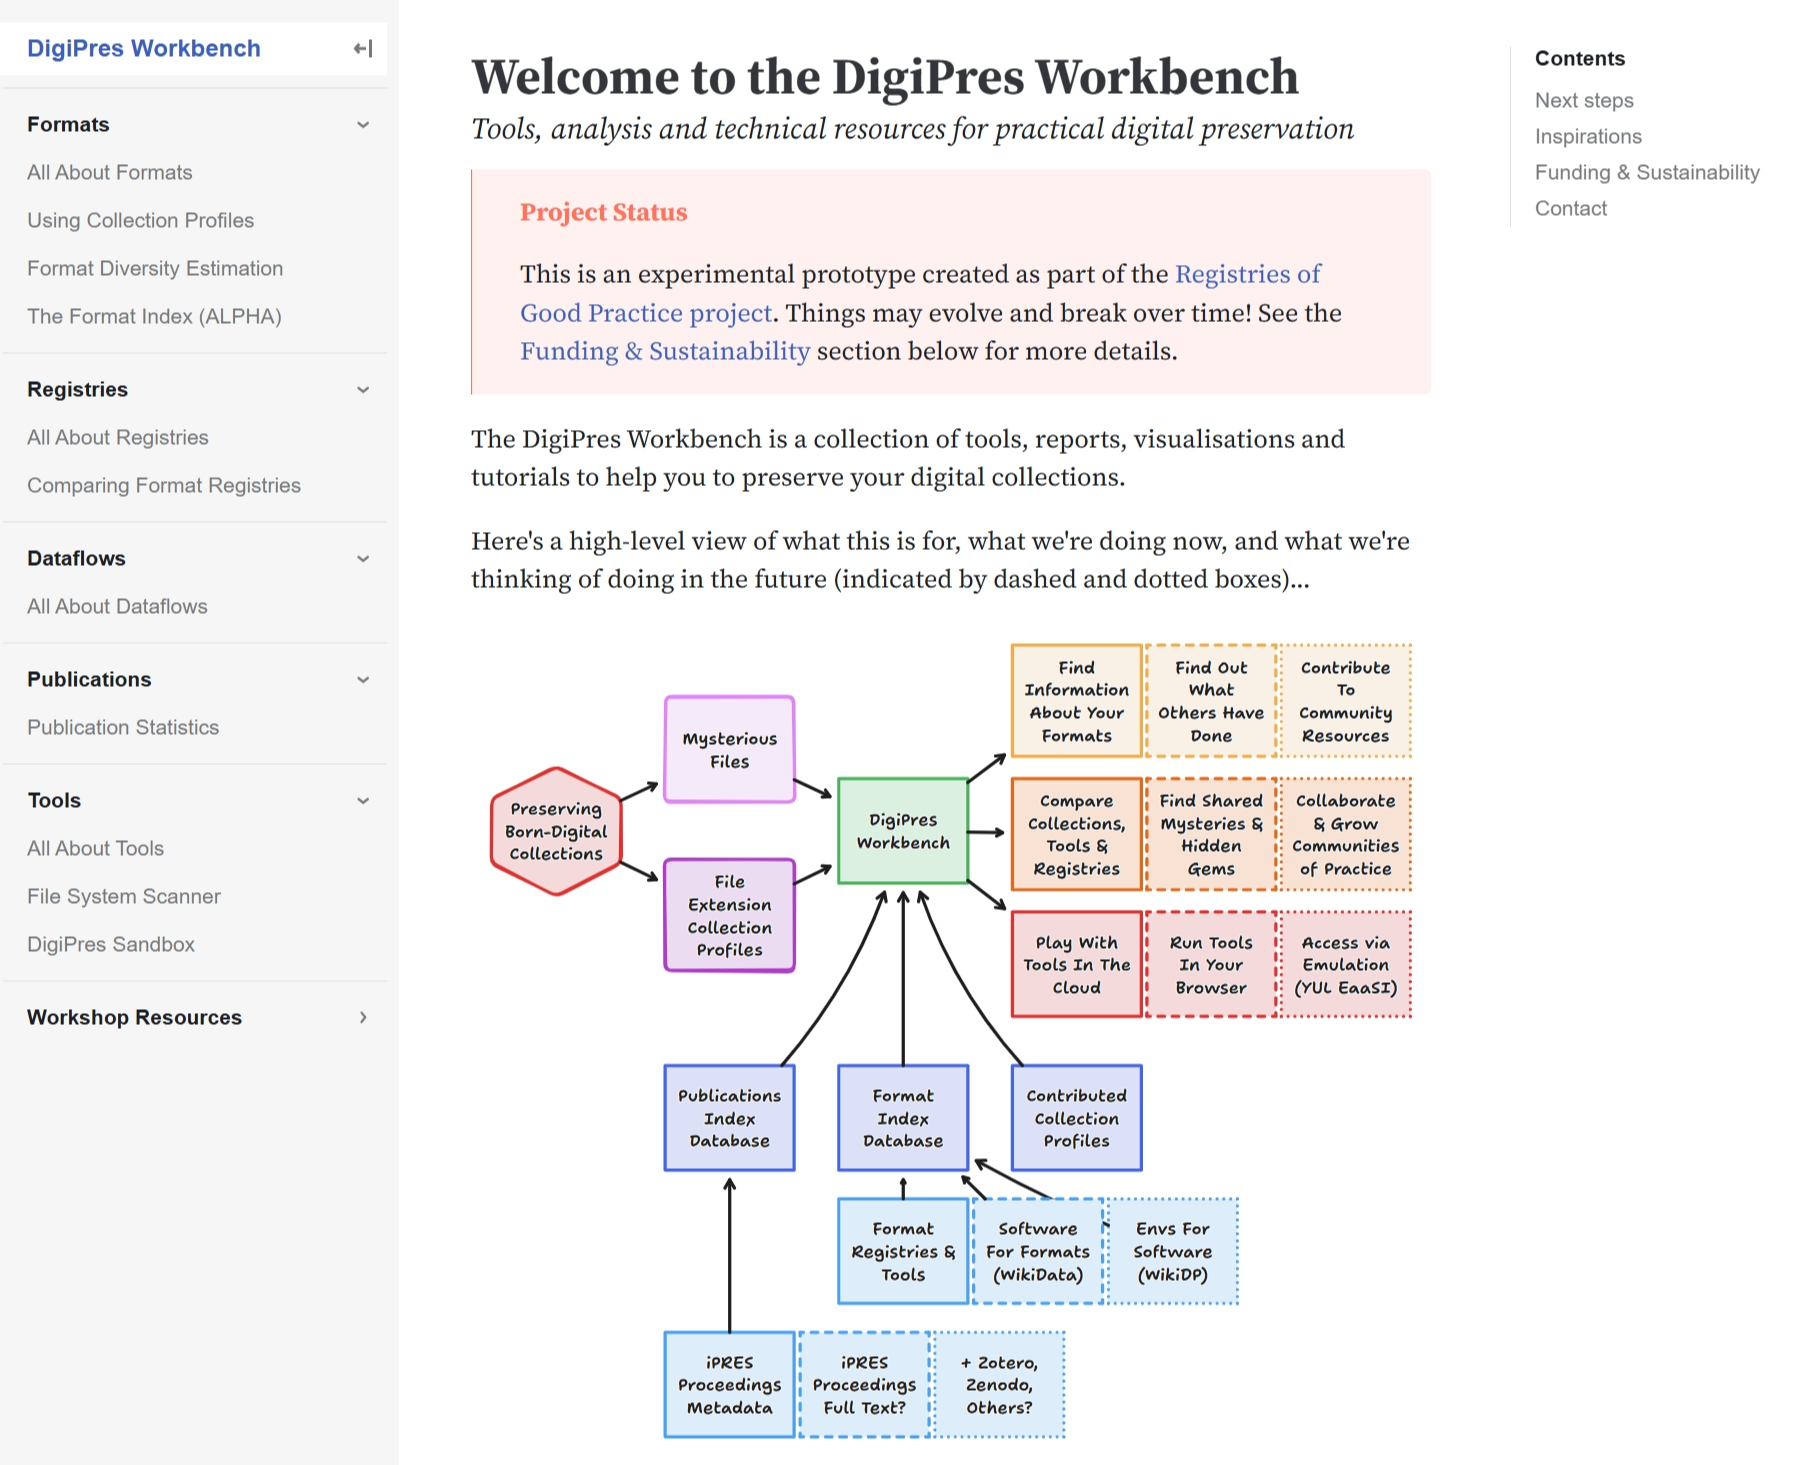 DigiPres Workbench
Formats
All About Formats
Using Collection Profiles
Format Diversity Estimation
The Format Index (ALPHA)
Registries
All About Registries
Comparing Format Registries
Dataflows
All About Dataflows
Publications
Publication Statistics
Tools
All About Tools
File System Scanner
DigiPres Sandbox
Workshop Resources
Welcome to the DigiPres Workbench
Tools, analysis and technical resources for practical digital preservation
Project Status
This is an experimental prototype created as part of the Registries of
Good Practice project. Things may evolve and break over time! See the
Funding & Sustainability section below for more details.
The DigiPres Workbench is a collection of tools, reports, visualisations and
tutorials to help you to preserve your digital collections.
Here's a high-level view of what this is for, what we're doing now, and what we're
thinking of doing in the future (indicated by dashed and dotted boxes)...
Preserving
Born-Digital
Collections
Mysterious
Files
File
Extension
Collection
Profiles
DigiPres
Workbench
Find
Information
About Your
Formats
Find Out
What
Others Have
Done
Contribute
To
Community
Resources
Compare
Collections,
Tools &
Registries
Find Shared
Mysteries &
Hidden
Gems
Collaborate
& Grow
Communities
of Practice
Play With
Tools In The
Cloud
Run Tools
In Your
Browser
Access via
Emulation
(YUL EaaSI)
Publications
Index
Database
Format
Index
Database
Contributed
Collection
Profiles
Format
Registries &
Tools
Software
For Formats
(WikiData)
Envs For
Software
(WikiDP)
iPRES
Proceedings
Metadata
iPRES
Proceedings
Full Text?
+ Zotero,
Zenodo,
Others?
Contents
Next steps
Inspirations
Funding & Sustainability
Contact